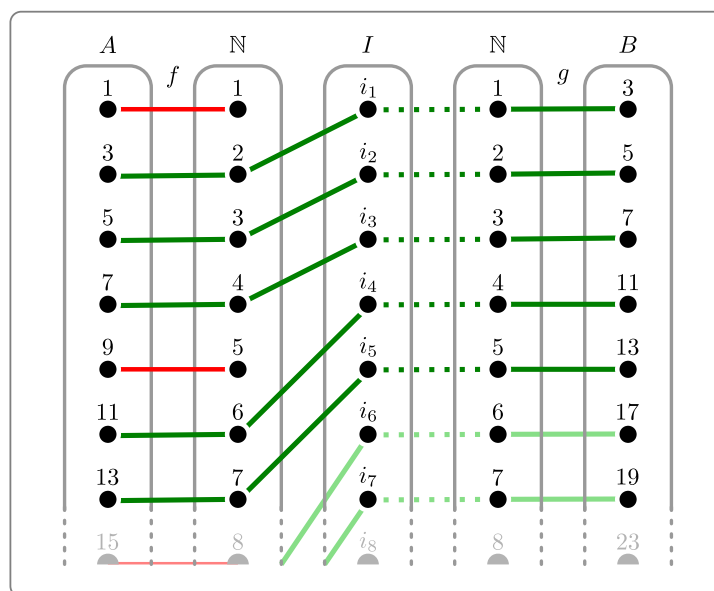 A f ℕ I ℕ g B
1 1 i₁ 1 3
3 2 i₂ 2 5
5 3 i₃ 3 7
7 4 i₄ 4 11
9 5 i₅ 5 13
11 6 i₆ 6 17
13 7 i₇ 7 19
15 8 i₈ 8 23